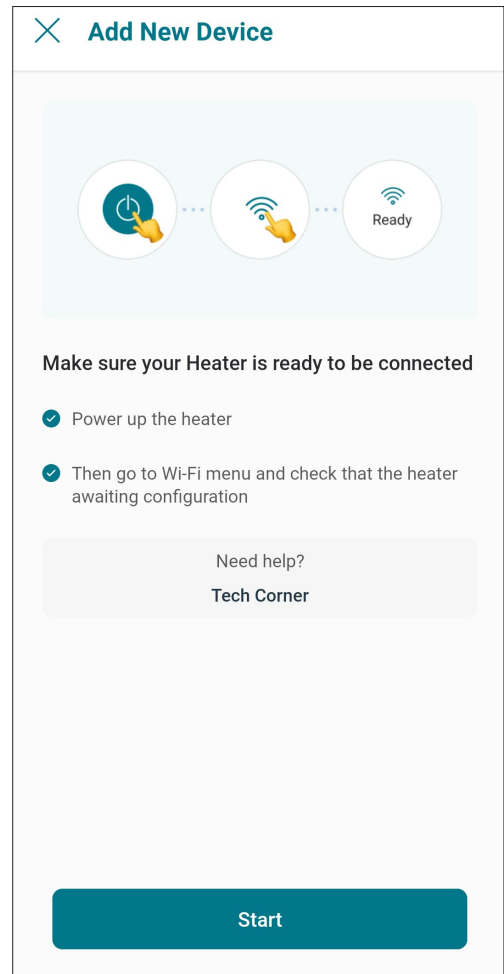 Add New Device
Ready
Make sure your Heater is ready to be connected
Power up the heater
Then go to Wi-Fi menu and check that the heater
awaiting configuration
Need help?
Tech Corner
Start